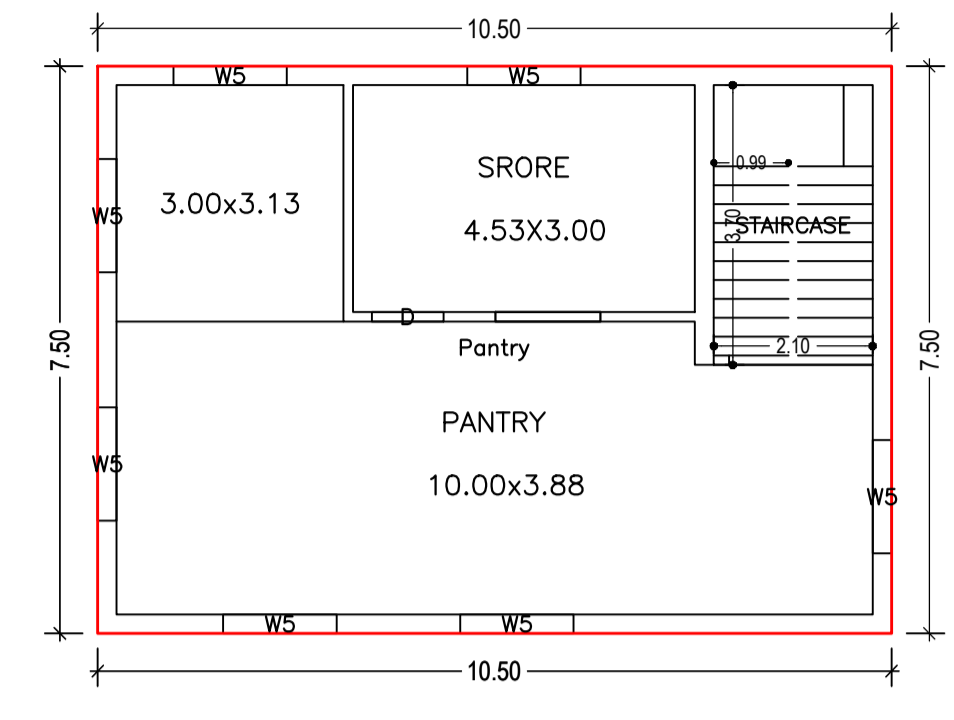 10.50
W5
W5
SRORE
0.99
W5
3.00x3.13
4.53X3.00
3.70
STAIRCASE
D
Pantry
2.10
7.50
7.50
PANTRY
W5
10.00x3.88
W5
W5
W5
10.50